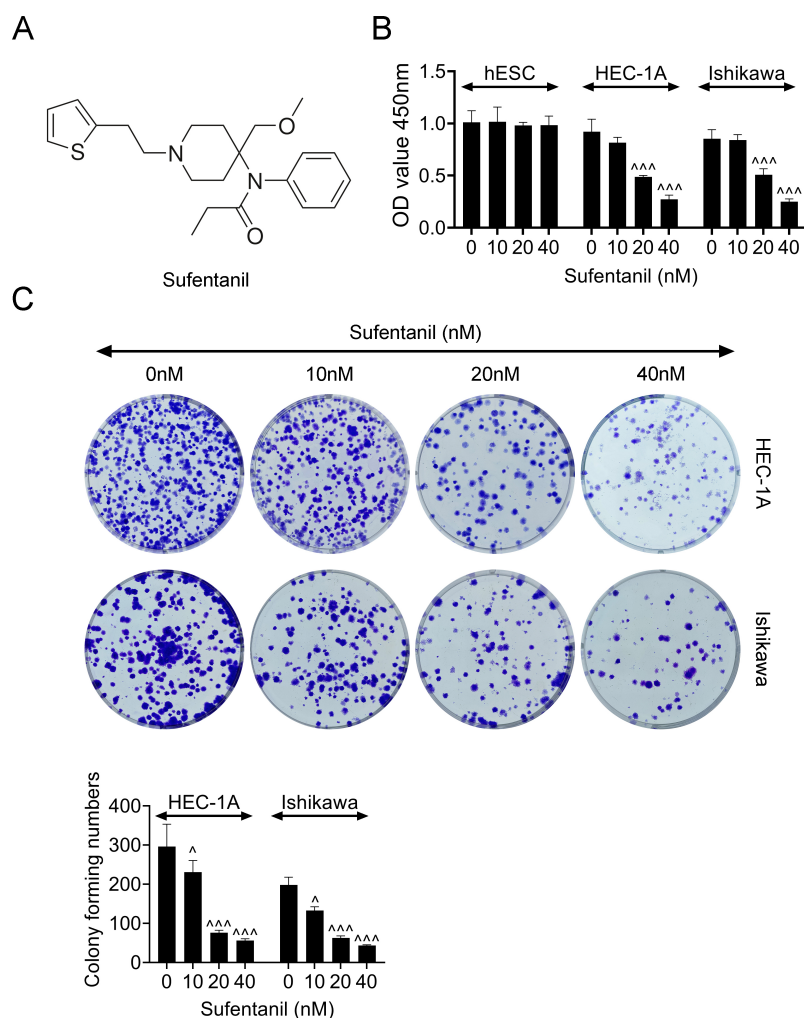 A
S
N
O
N
O
Sufentanil
B
OD value 450nm
1.5
1.0
0.5
0.0
hESC
HEC-1A
Ishikawa
^^^
^^^
^^^
^^^
0 10 20 40 0 10 20 40 0 10 20 40
Sufentanil (nM)
C
Sufentanil (nM)
0nM 10nM 20nM 40nM
HEC-1A
Ishikawa
Colony forming numbers
400
300
200
100
0
HEC-1A
Ishikawa
^
^^^
^^^
^
^^^
^^^
0 10 20 40 0 10 20 40
Sufentanil (nM)